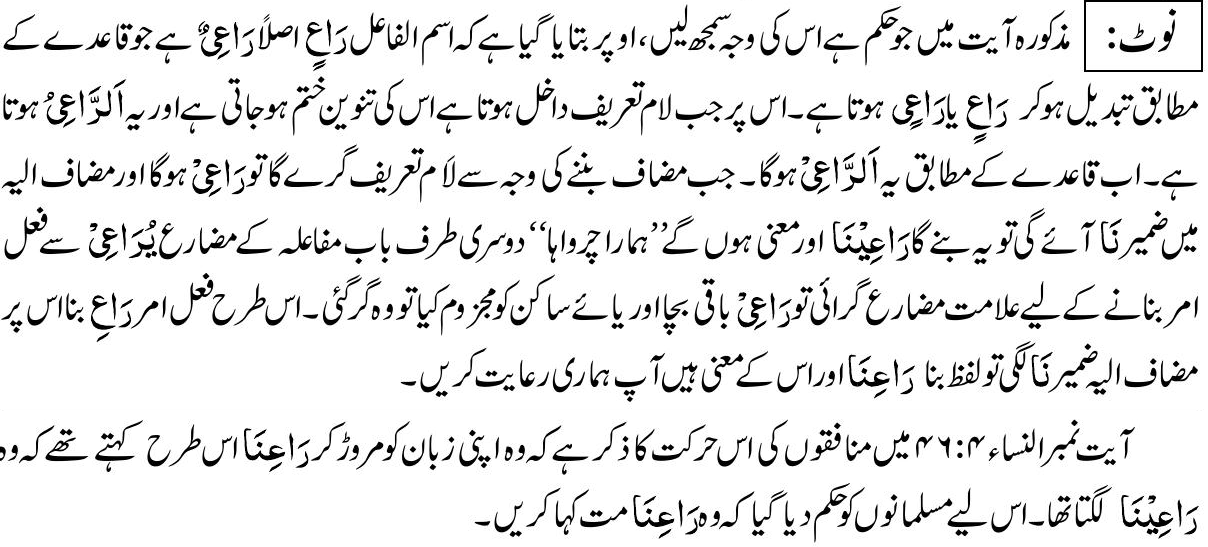 نوٹ: مذکورہ آیت میں جو حکم ہے اس کی وجہ سمجھ لیں، اوپر بتایا گیا ہے کہ اسم الفاعل رَاعٍ اصلًا رَاعِیٌ ہے جو قاعدے کے
مطابق تبدیل ہو کر رَاعٍ یا رَاعِی ہوتا ہے۔ اس پر جب لام تعریف داخل ہوتا ہے اس کی تنوین ختم ہو جاتی ہے اور یہ اَلرَّاعِیُ ہوتا
ہے۔ اب قاعدے کے مطابق یہ اَلرَّاعِیْ ہوگا۔ جب مضاف بننے کی وجہ سے لاَم تعریف گرے گا تو رَاعِیْ ہوگا اور مضاف الیہ
میں ضمیر نَا آئے گی تو یہ بنے گا رَاعِیْنَا اور معنی ہوں گے ’’ہمارا چرواہا‘‘ دوسری طرف باب مفاعلہ کے مضارع یُرَاعِیْ سے فعل
امر بنانے کے لیے علامت مضارع گرائی تو رَاعِیْ باقی بچا اور یائے ساکن کو مجزوم کیا تو وہ گر گئی۔ اس طرح فعل امر رَاعِ بنا اس پر
مضاف الیہ ضمیر نَا لگی تو لفظ بنا رَاعِنَا اور اس کے معنی ہیں آپ ہماری رعایت کریں۔
آیت نمبر النساء ۴:۴۶ میں منافقوں کی اس حرکت کا ذکر ہے کہ وہ اپنی زبان کو مروڑ کر رَاعِنَا اس طرح کہتے تھے کہ وہ
رَاعِیْنَا لگتا تھا۔ اس لیے مسلمانوں کو حکم دیا گیا کہ وہ رَاعِنَا مت کہا کریں۔